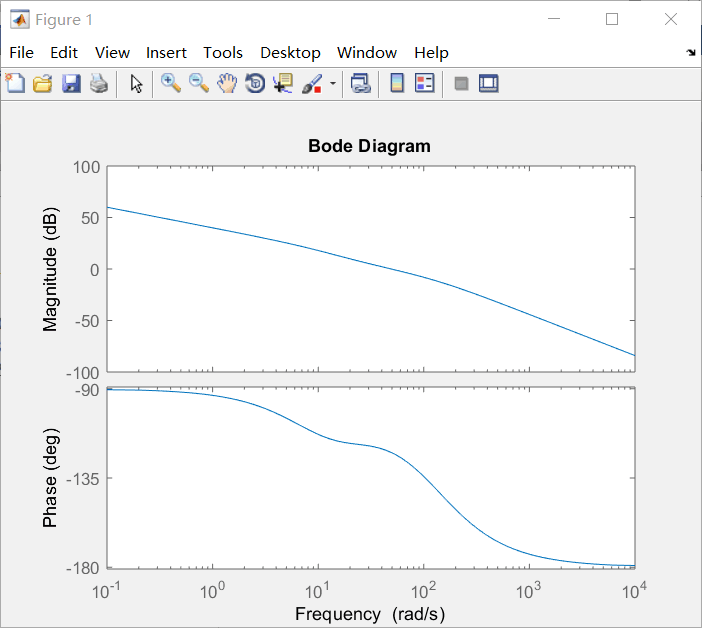 Figure 1
File Edit View Insert Tools Desktop Window Help
Bode Diagram
100
50
0
-50
-100
Magnitude (dB)
-90
-135
-180
Phase (deg)
10^-1 10^0 10^1 10^2 10^3 10^4
Frequency (rad/s)